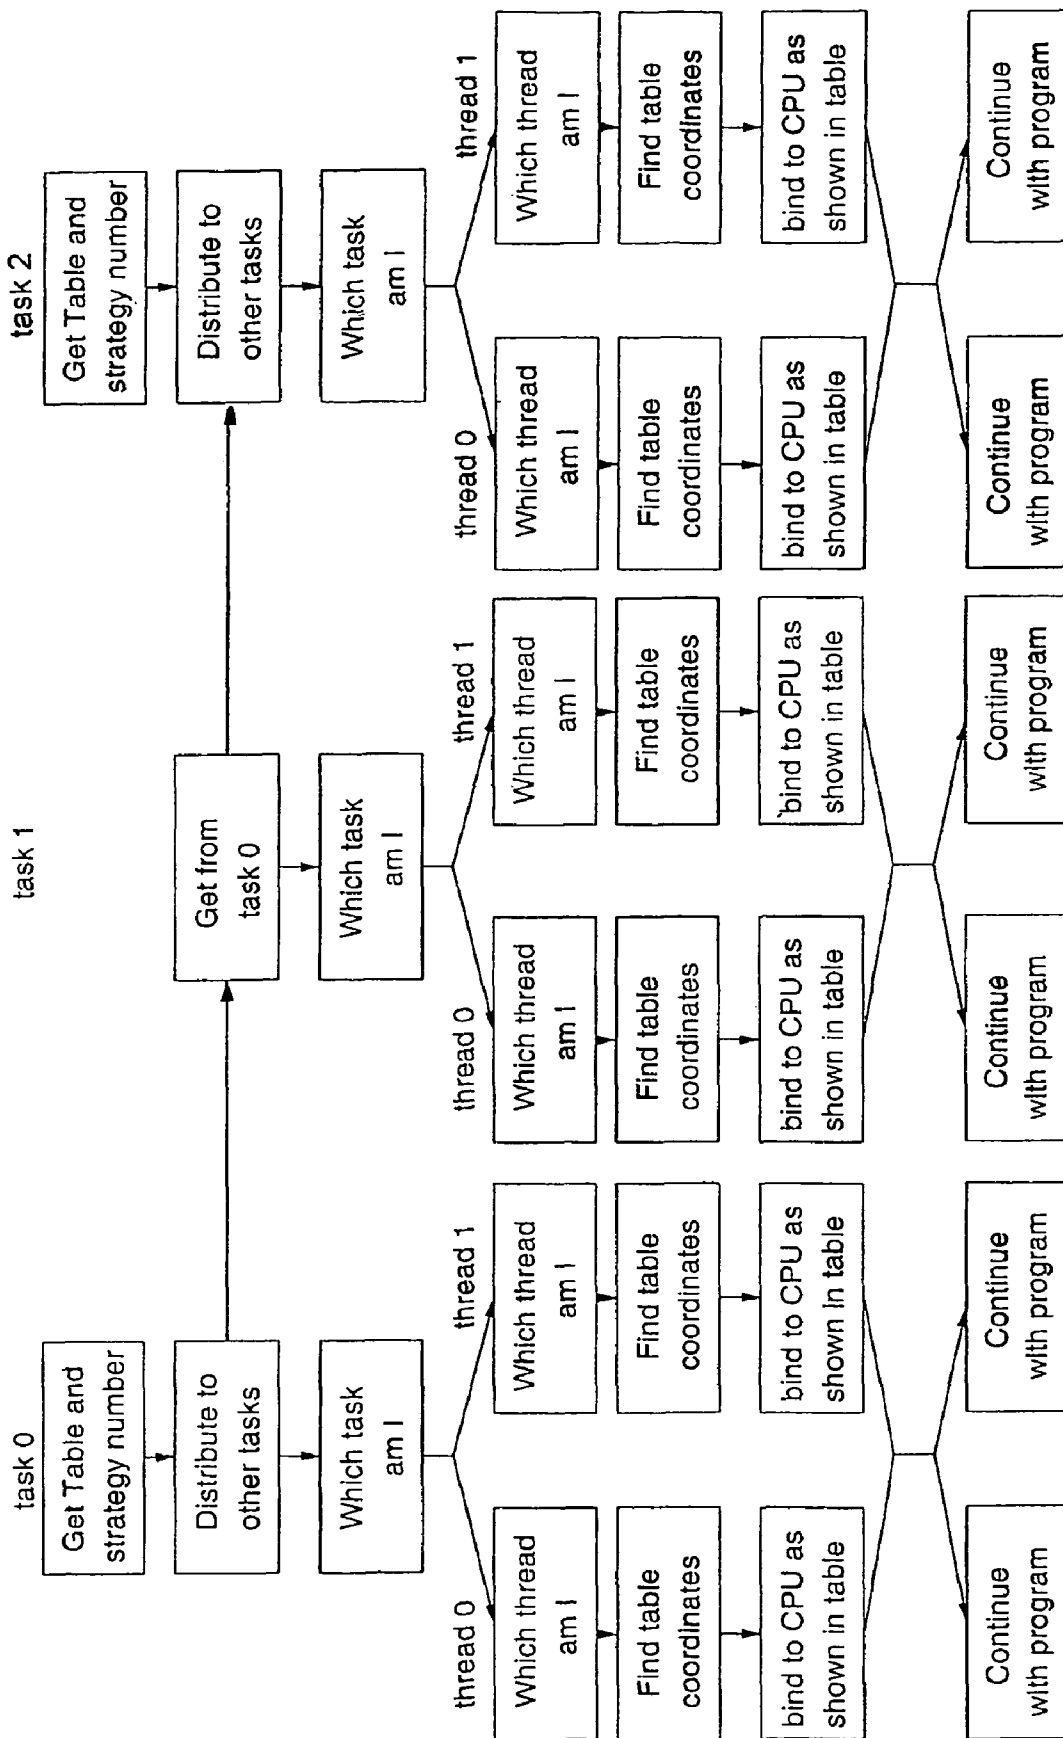 task 0
task 1
task 2
Get Table and
strategy number
Get Table and
strategy number
Distribute to
other tasks
Get from
task 0
Distribute to
other tasks
Which task
am I
Which task
am I
Which task
am I
thread 0
thread 1
thread 0
thread 1
thread 0
thread 1
Which thread
am I
Which thread
am I
Which thread
am I
Which thread
am I
Which thread
am I
Which thread
am I
Find table
coordinates
Find table
coordinates
Find table
coordinates
Find table
coordinates
Find table
coordinates
Find table
coordinates
bind to CPU as
shown in table
bind to CPU as
shown in table
bind to CPU as
shown in table
bind to CPU as
shown in table
bind to CPU as
shown in table
bind to CPU as
shown in table
Continue
with program
Continue
with program
Continue
with program
Continue
with program
Continue
with program
Continue
with program